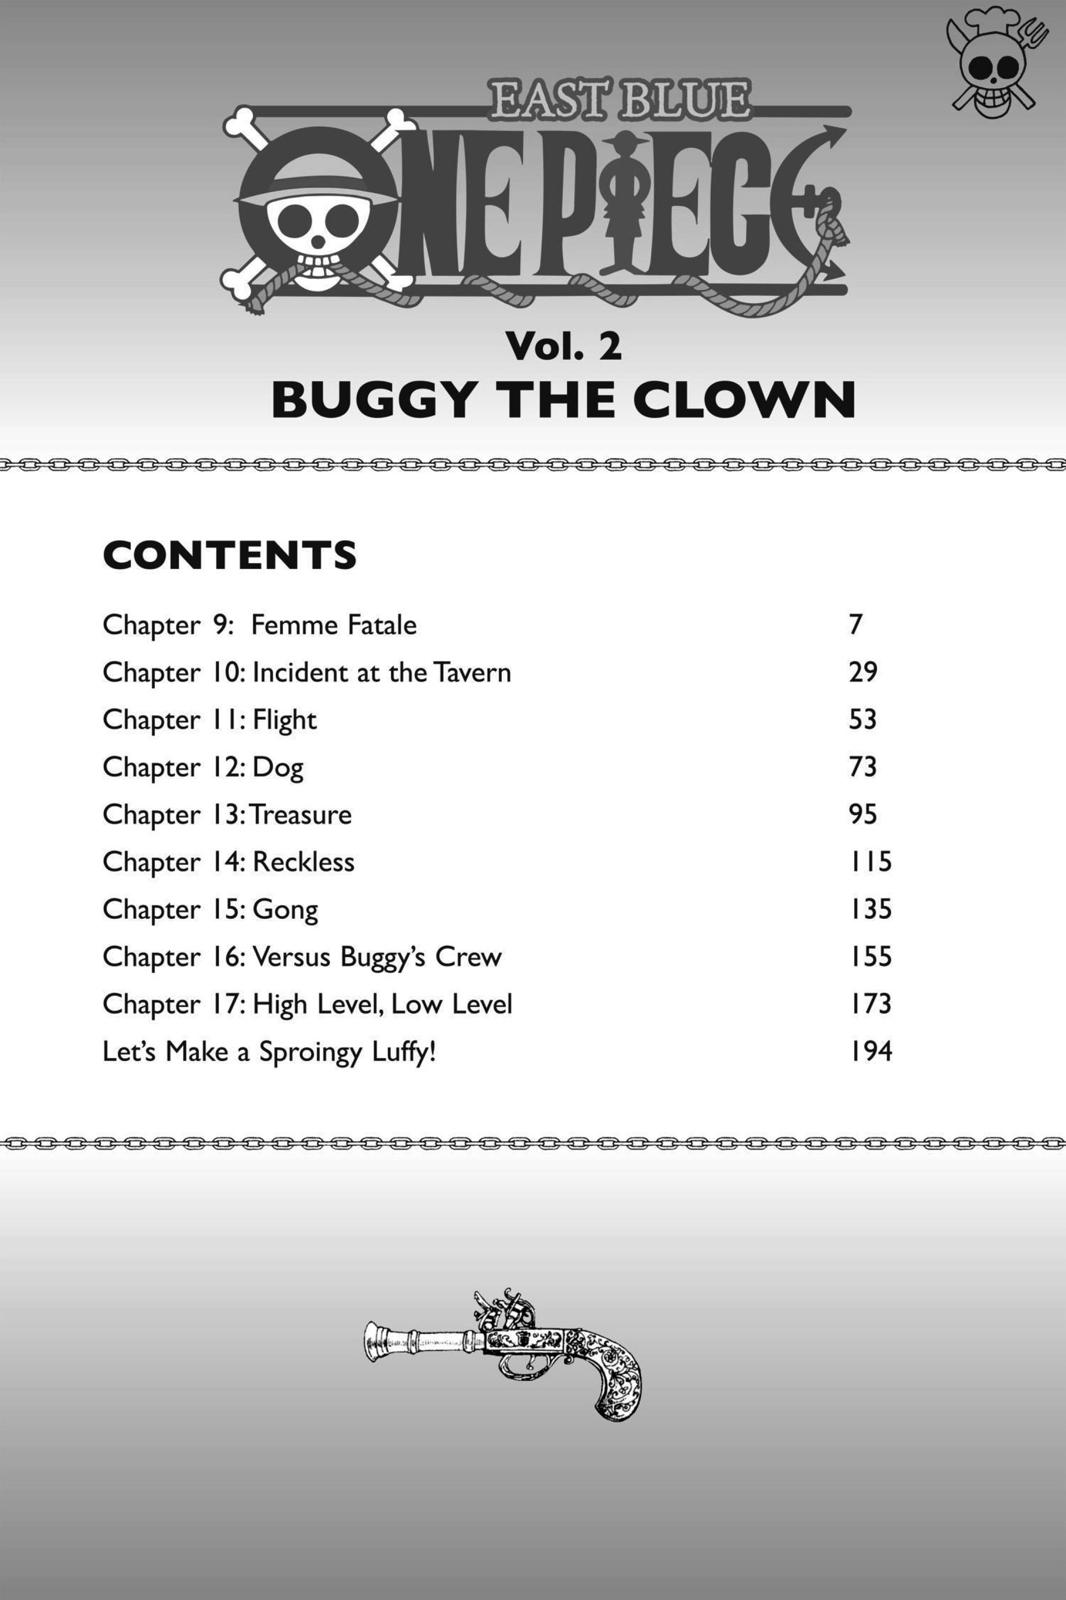 EAST BLUE
ONE PIECE
Vol. 2
BUGGY THE CLOWN
CONTENTS
Chapter 9: Femme Fatale 7
Chapter 10: Incident at the Tavern 29
Chapter 11: Flight 53
Chapter 12: Dog 73
Chapter 13: Treasure 95
Chapter 14: Reckless 115
Chapter 15: Gong 135
Chapter 16: Versus Buggy's Crew 155
Chapter 17: High Level, Low Level 173
Let's Make a Sproingy Luffy! 194